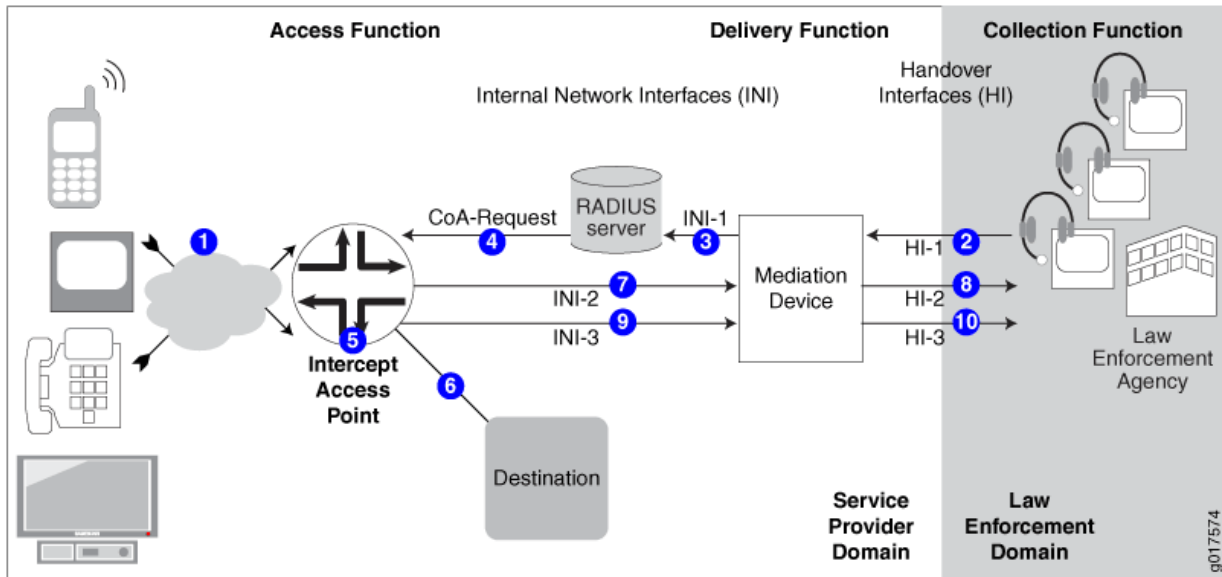 Access Function
Delivery Function
Collection Function
Internal Network Interfaces (INI)
Handover
Interfaces (HI)
1
CoA-Request
4
RADIUS
server
INI-1
3
HI-1
2
Mediation
Device
INI-2
7
HI-2
8
INI-3
9
HI-3
10
5
Intercept
Access
Point
6
Destination
Law
Enforcement
Agency
Service
Provider
Domain
Law
Enforcement
Domain
g017574